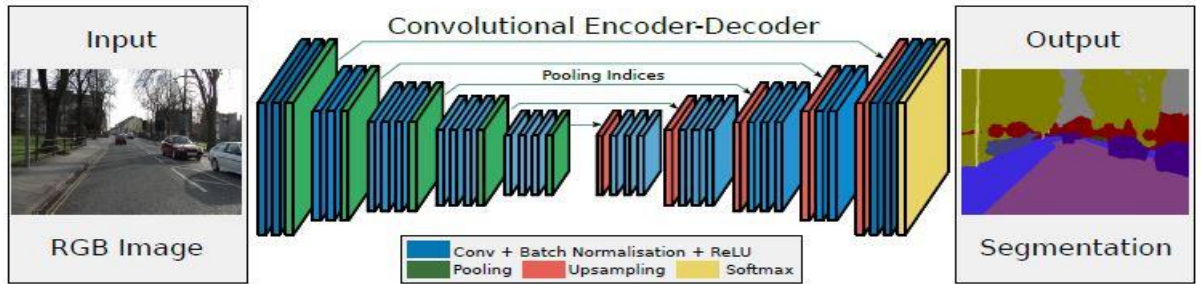 Input
RGB Image
Convolutional Encoder-Decoder
Pooling Indices
Conv + Batch Normalisation + ReLU
Pooling Upsampling Softmax
Output
Segmentation